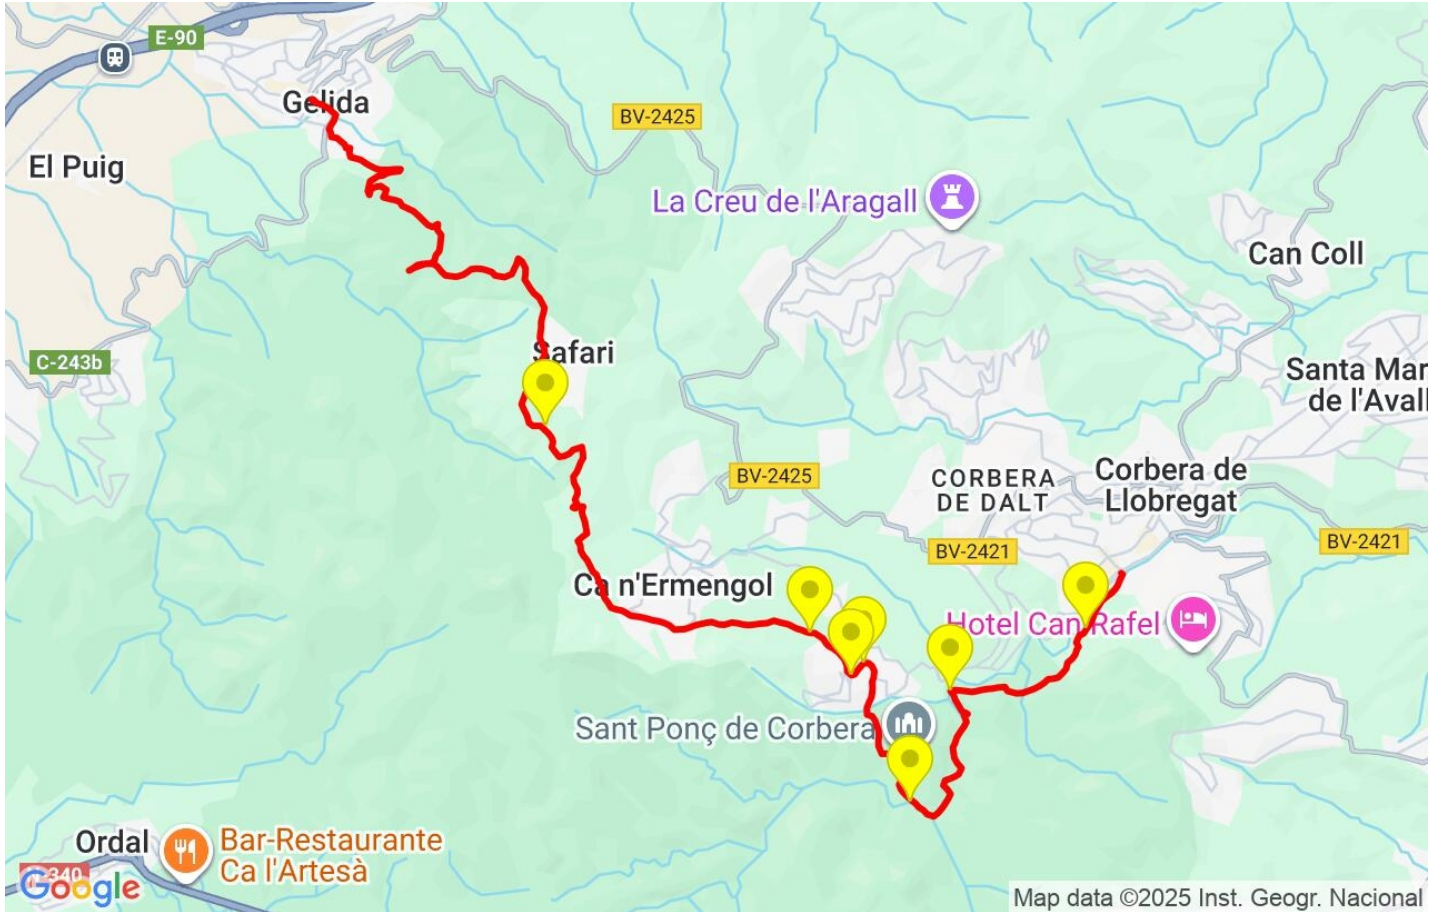 E-90
Gelida
BV-2425
El Puig
La Creu de l'Aragall
Can Coll
C-243b
Safari
Santa Mar
de l'Avall
BV-2425
CORBERA
DE DALT
Corbera de
Llobregat
BV-2421
BV-2421
Ca n'Ermengol
Hotel Can Rafel
Sant Ponç de Corbera
Ordal
Bar-Restaurante
Ca l'Artesà
N-340
Google
Map data ©2025 Inst. Geogr. Nacional